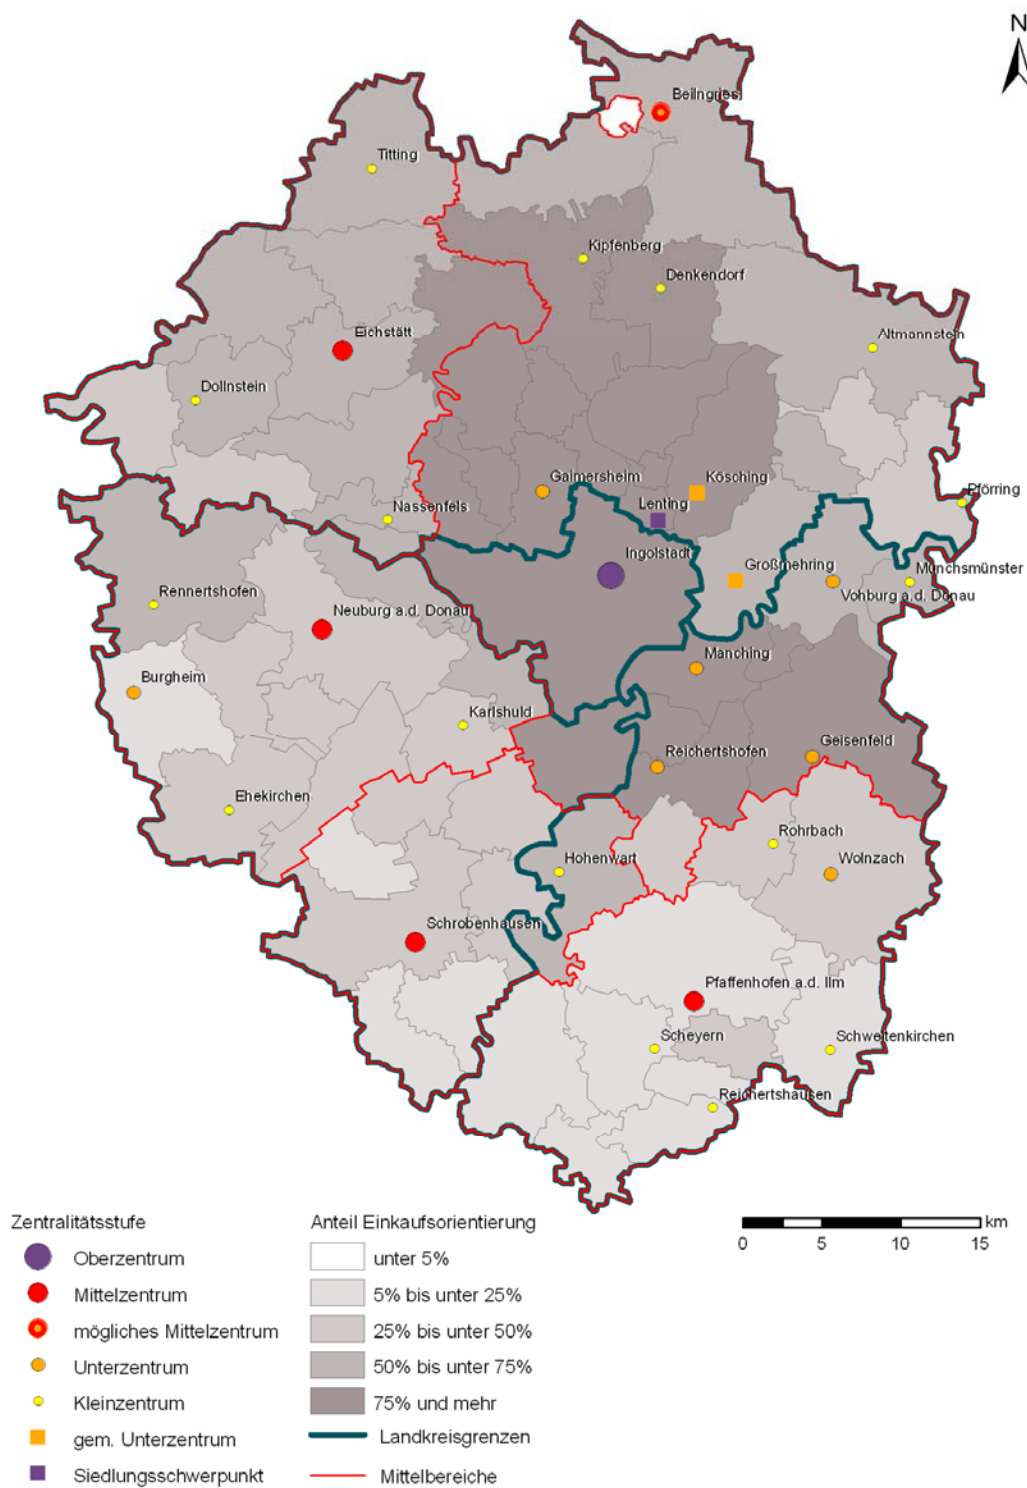 N
Beilngries
Titting
Kipfenberg
Denkendorf
Eichstätt
Altmannstein
Dollnstein
Gaimersheim
Kösching
Lenting
Pförring
Nassenfels
Ingolstadt
Großmehring
Münchsmünster
Vohburg a.d. Donau
Rennertshofen
Neuburg a.d. Donau
Manching
Burgheim
Karlshuld
Reichertshofen
Geisenfeld
Ehekirchen
Rohrbach
Hohenwart
Wolnzach
Schrobenhausen
Pfaffenhofen a.d. Ilm
Scheyern
Schweitenkirchen
Reichertshausen
Zentralitätsstufe
Oberzentrum
Mittelzentrum
mögliches Mittelzentrum
Unterzentrum
Kleinzentrum
gem. Unterzentrum
Siedlungsschwerpunkt
Anteil Einkaufsorientierung
unter 5%
5% bis unter 25%
25% bis unter 50%
50% bis unter 75%
75% und mehr
Landkreisgrenzen
Mittelbereiche
km
0 5 10 15